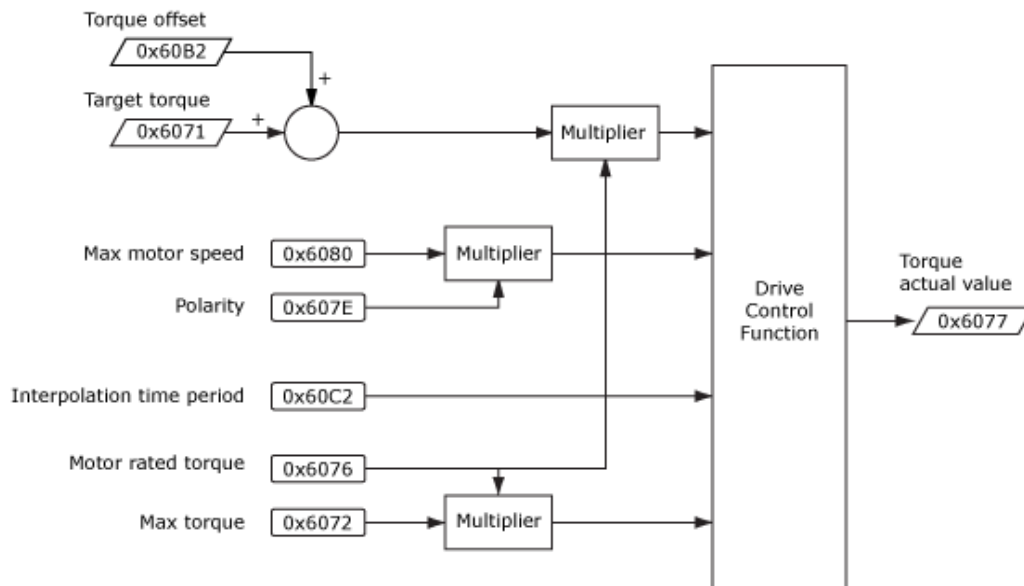 Torque offset
0x60B2
+
Target torque
+
0x6071
Multiplier
Max motor speed
0x6080
Multiplier
Polarity
0x607E
Drive
Control
Function
Torque
actual value
0x6077
Interpolation time period
0x60C2
Motor rated torque
0x6076
Max torque
0x6072
Multiplier